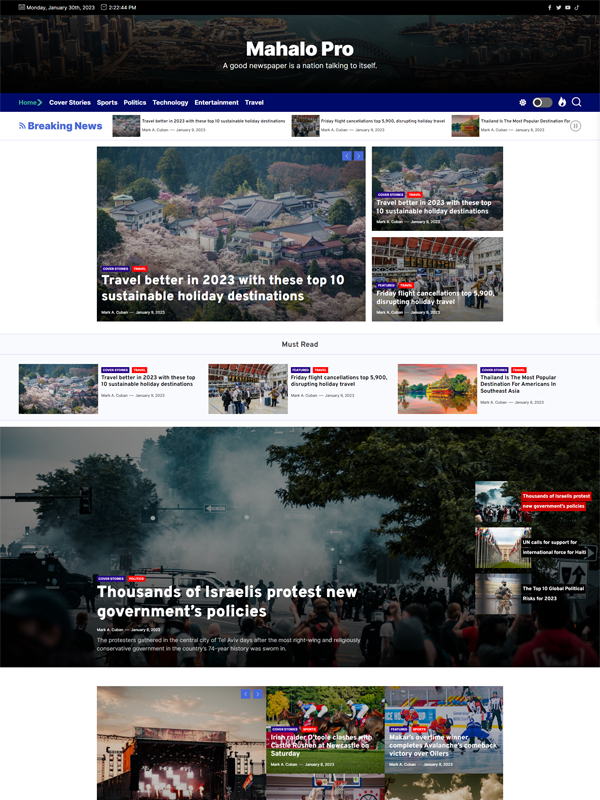 Monday, January 30th, 2023
2:22:44 PM
Mahalo Pro
A good newspaper is a nation talking to itself.
Home
Cover Stories
Sports
Politics
Technology
Entertainment
Travel
Breaking News
Travel better in 2023 with these top 10 sustainable holiday destinations
Mark A. Cuban — January 9, 2023
Friday flight cancellations top 5,900, disrupting holiday travel
Mark A. Cuban — January 8, 2023
Thailand Is The Most Popular Destination For
Mark A. Cuban — January 8, 2023
COVER STORIES TRAVEL
Travel better in 2023 with these top 10
sustainable holiday destinations
Mark A. Cuban — January 9, 2023
COVER STORIES TRAVEL
Travel better in 2023 with these top
10 sustainable holiday destinations
Mark A. Cuban — January 9, 2023
FEATURED TRAVEL
Friday flight cancellations top 5,900,
disrupting holiday travel
Mark A. Cuban — January 8, 2023
Must Read
COVER STORIES TRAVEL
Travel better in 2023 with these top
10 sustainable holiday destinations
Mark A. Cuban — January 9, 2023
FEATURED TRAVEL
Friday flight cancellations top 5,900,
disrupting holiday travel
Mark A. Cuban — January 8, 2023
COVER STORIES TRAVEL
Thailand Is The Most Popular
Destination For Americans In
Southeast Asia
Mark A. Cuban — January 8, 2023
COVER STORIES POLITICS
Thousands of Israelis protest new
government's policies
Mark A. Cuban — January 8, 2023
The protesters gathered in the central city of Tel Aviv days after the most right-wing and religiously
conservative government in the country's 74-year history was sworn in.
Thousands of Israelis protest
new government's policies
UN calls for support for
international force for Haiti
The Top 10 Global Political
Risks for 2023
COVER STORIES SPORTS
Irish raider O'toole clashes with
Castle Rushen at Newcastle on
Saturday
Mark A. Cuban — January 8, 2023
FEATURED SPORTS
Makar's overtime winner
completes Avalanche's comeback
victory over Oilers
Mark A. Cuban — January 8, 2023